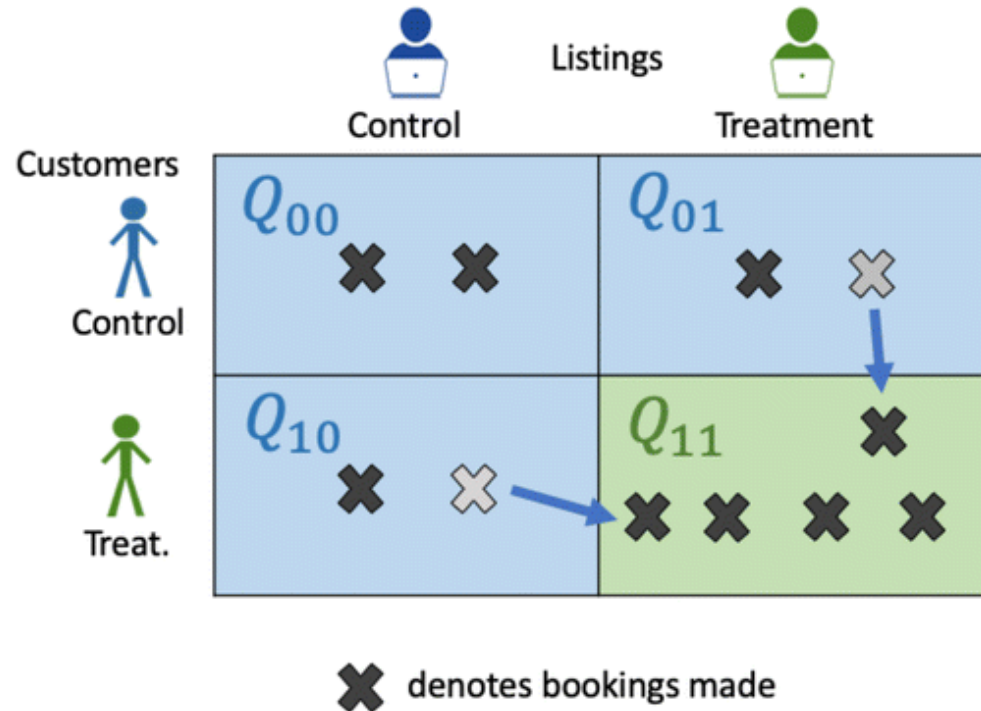 Listings
Control Treatment
Customers
Q₀₀ Q₀₁
Control
Q₁₀ Q₁₁
Treat.
denotes bookings made